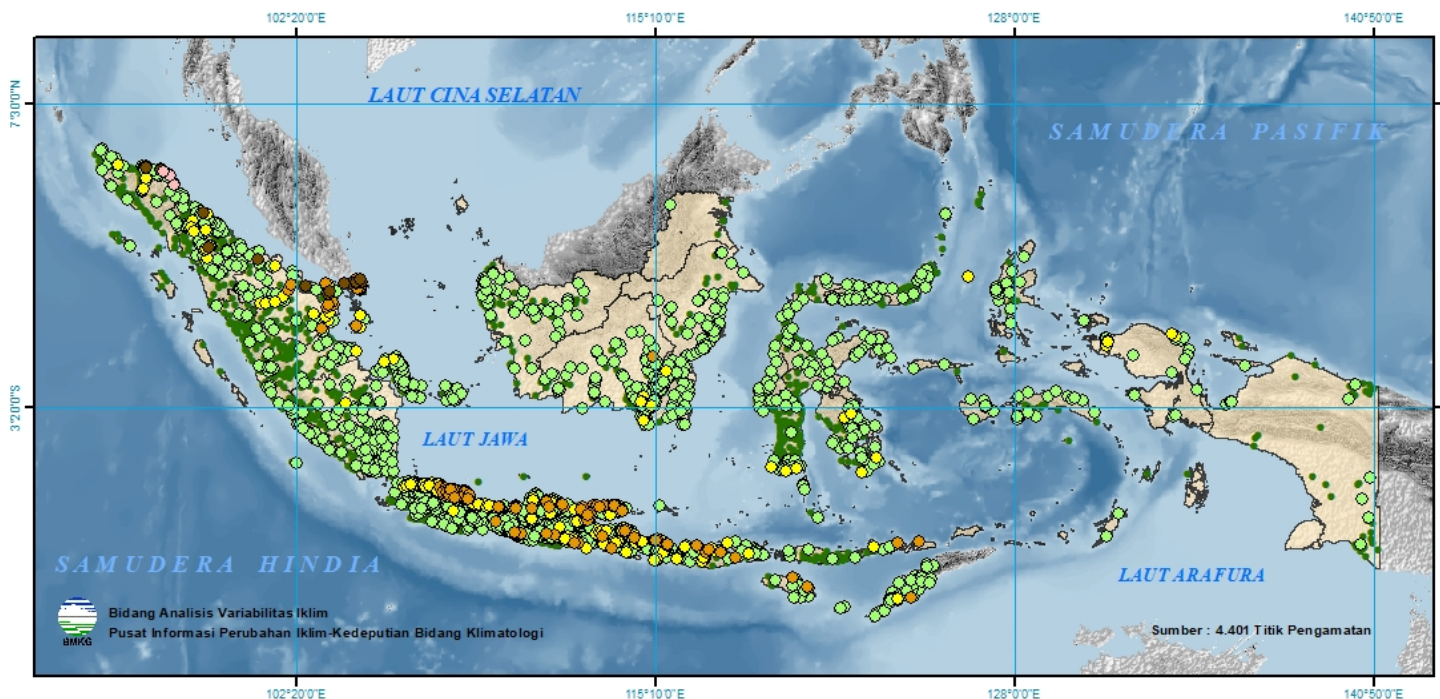 102°20'0"E 115°10'0"E 128°0'0"E 140°50'0"E
7°30'0"N
LAUT CINA SELATAN
SAMUDERA PASIFIK
3°20'0"S
LAUT JAWA
SAMUDERA HINDIA
LAUT ARAFURA
Bidang Analisis Variabilitas Iklim
Pusat Informasi Perubahan Iklim-Kedeputian Bidang Klimatologi
BMKG
Sumber : 4.401 Titik Pengamatan
102°20'0"E 115°10'0"E 128°0'0"E 140°50'0"E